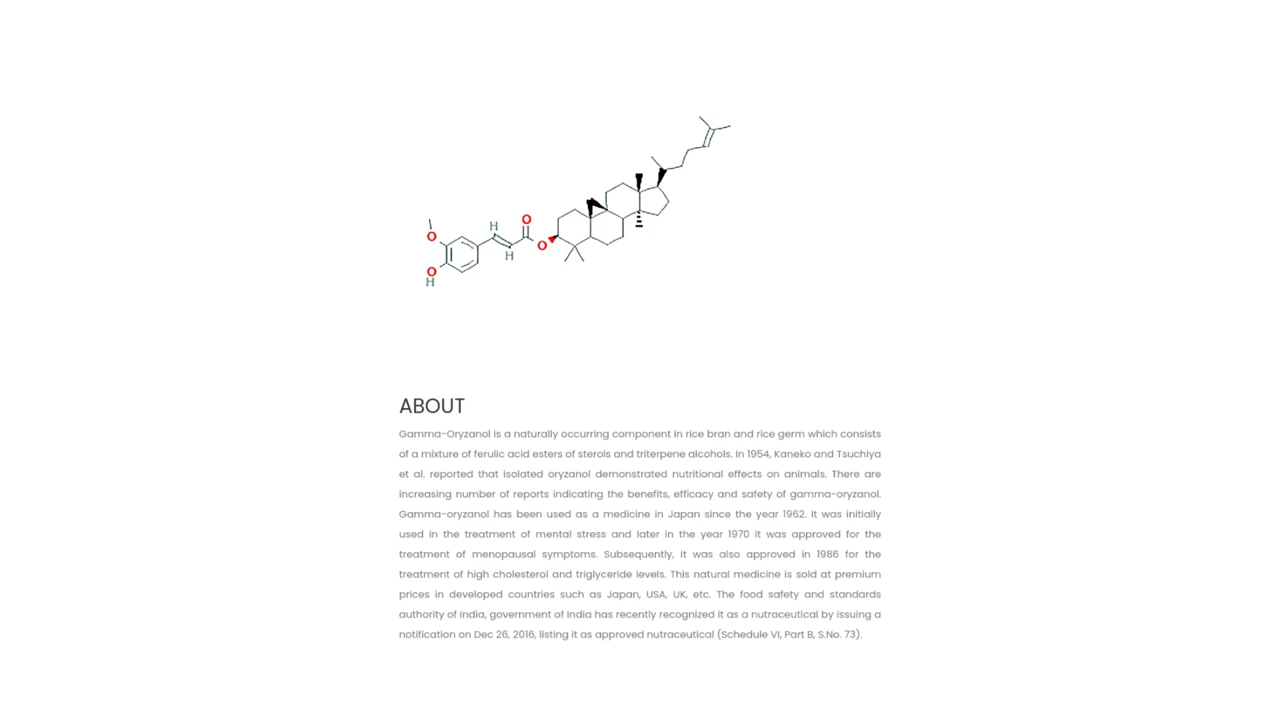 H
O
O
O
H
O
H
ABOUT
Gamma-Oryzanol is a naturally occurring component in rice bran and rice germ which consists
of a mixture of ferulic acid esters of sterols and triterpene alcohols. In 1954, Kaneko and Tsuchiya
et al. reported that isolated oryzanol demonstrated nutritional effects on animals. There are
increasing number of reports indicating the benefits, efficacy and safety of gamma-oryzanol.
Gamma-oryzanol has been used as a medicine in Japan since the year 1962. It was initially
used in the treatment of mental stress and later in the year 1970 it was approved for the
treatment of menopausal symptoms. Subsequently, it was also approved in 1986 for the
treatment of high cholesterol and triglyceride levels. This natural medicine is sold at premium
prices in developed countries such as Japan, USA, UK, etc. The food safety and standards
authority of India, government of India has recently recognized it as a nutraceutical by issuing a
notification on Dec 26, 2016, listing it as approved nutraceutical (Schedule VI, Part B, S.No. 73).